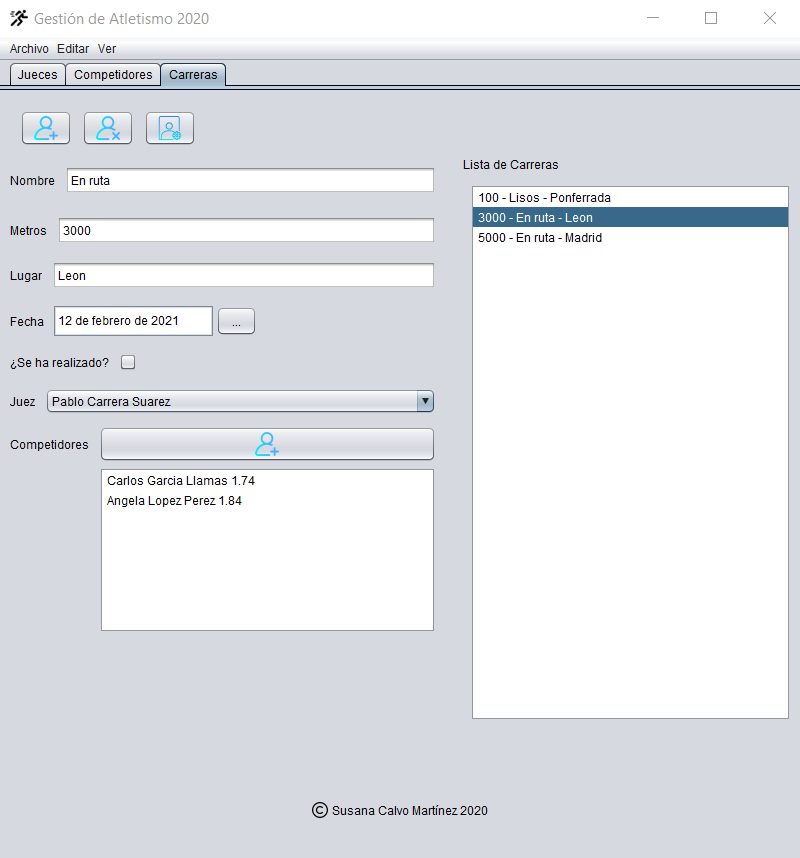 Gestión de Atletismo 2020
Archivo Editar Ver
Jueces Competidores Carreras
Nombre En ruta
Metros 3000
Lugar Leon
Fecha 12 de febrero de 2021 ...
¿Se ha realizado?
Juez Pablo Carrera Suarez
Competidores
Carlos Garcia Llamas 1.74
Angela Lopez Perez 1.84
Lista de Carreras
100 - Lisos - Ponferrada
3000 - En ruta - Leon
5000 - En ruta - Madrid
© Susana Calvo Martínez 2020